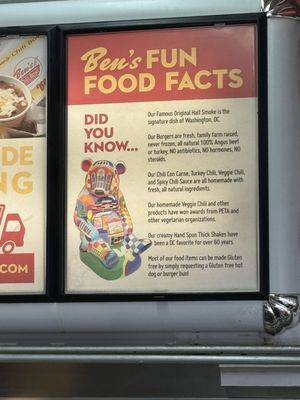 Ben's FUN
FOOD FACTS
DID
YOU
KNOW...
Our Famous Original Half Smoke is the
signature dish of Washington, DC.
Our Burgers are fresh, family farm raised,
never frozen, all natural 100% Angus beef
or turkey, NO antibiotics, NO hormones, NO
steroids.
Our Chili Con Carne, Turkey Chili, Veggie Chili,
and Spicy Chili Sauce are all homemade with
fresh, all natural ingredients.
Our homemade Veggie Chili and other
products have won awards from PETA and
other vegetarian organizations.
Our creamy Hand Spun Thick Shakes have
been a DC favorite for over 60 years.
Most of our food items can be made Gluten
free by simply requesting a Gluten free hot
dog or burger bun!
Ben's
DE
NG
.COM